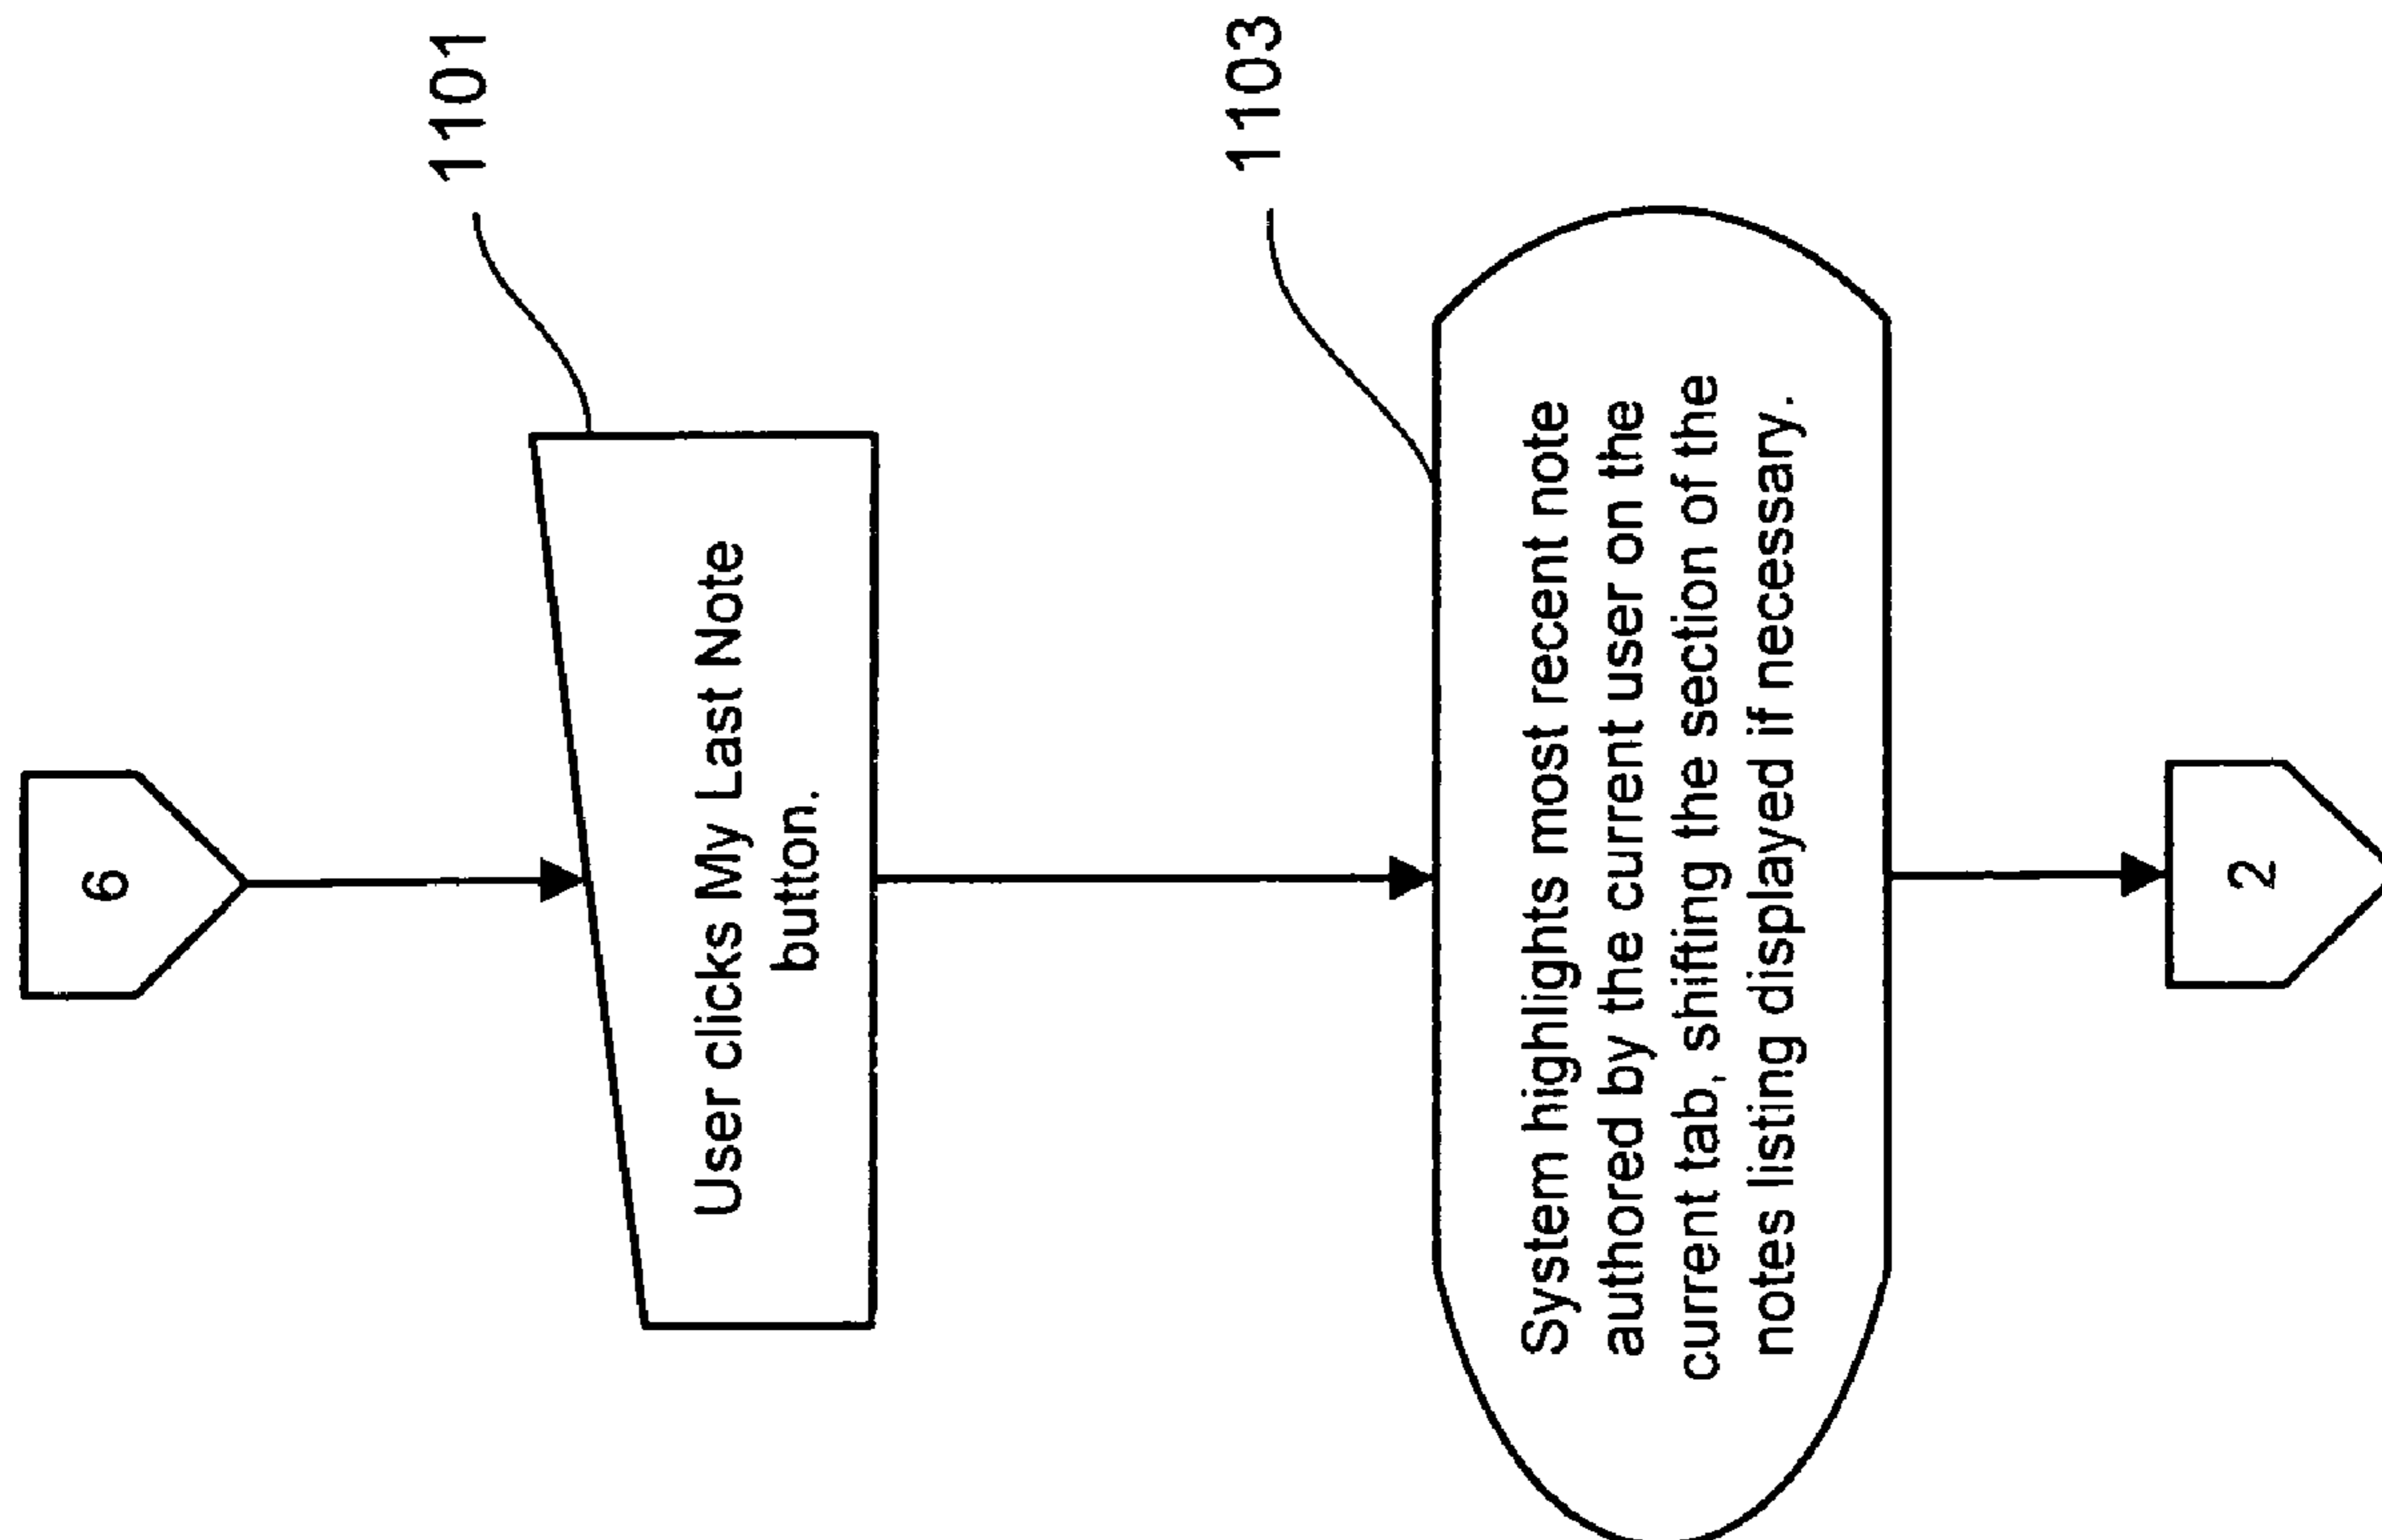 6
1101
User clicks My Last Note
button.
1103
System highlights most recent note
authored by the current user on the
current tab, shifting the section of the
notes listing displayed if necessary.
2